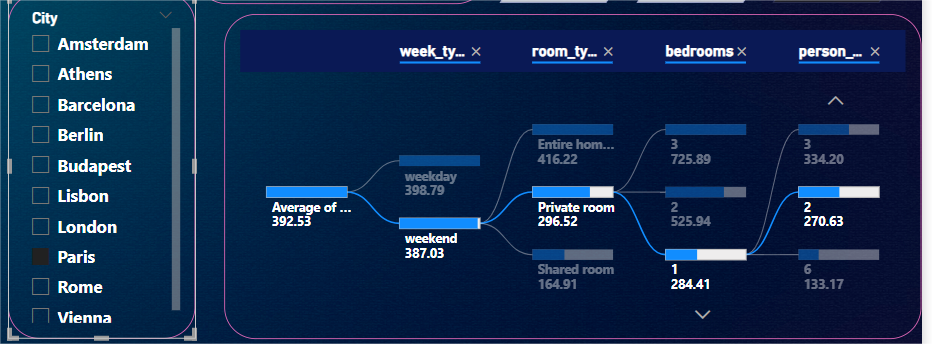 City
Amsterdam
Athens
Barcelona
Berlin
Budapest
Lisbon
London
Paris
Rome
Vienna
week_ty...
room_ty...
bedrooms
person_...
Average of ...
392.53
weekday
398.79
weekend
387.03
Entire hom...
416.22
Private room
296.52
Shared room
164.91
3
725.89
2
525.94
1
284.41
3
334.20
2
270.63
6
133.17